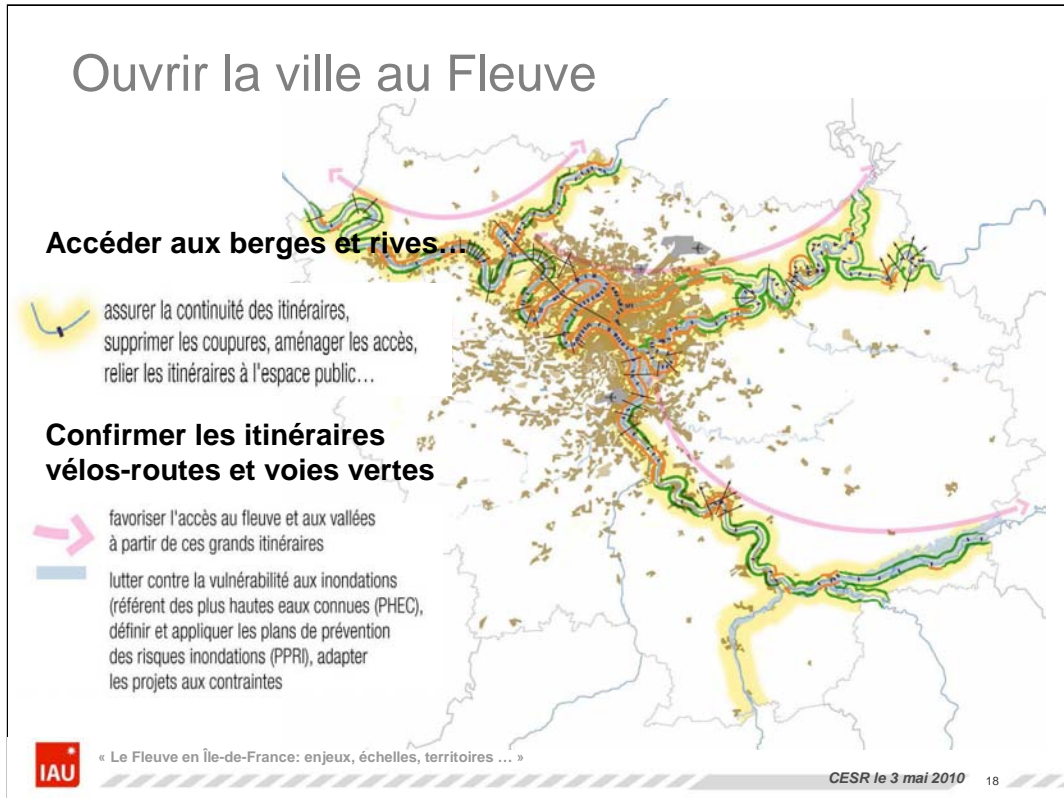 Ouvrir la ville au Fleuve
Accéder aux berges et rives…
assurer la continuité des itinéraires,
supprimer les coupures, aménager les accès,
relier les itinéraires à l'espace public…
Confirmer les itinéraires
vélos-routes et voies vertes
favoriser l'accès au fleuve et aux vallées
à partir de ces grands itinéraires
lutter contre la vulnérabilité aux inondations
(référent des plus hautes eaux connues (PHEC),
définir et appliquer les plans de prévention
des risques inondations (PPRI), adapter
les projets aux contraintes
IAU
« Le Fleuve en Île-de-France: enjeux, échelles, territoires … »
CESR le 3 mai 2010
18